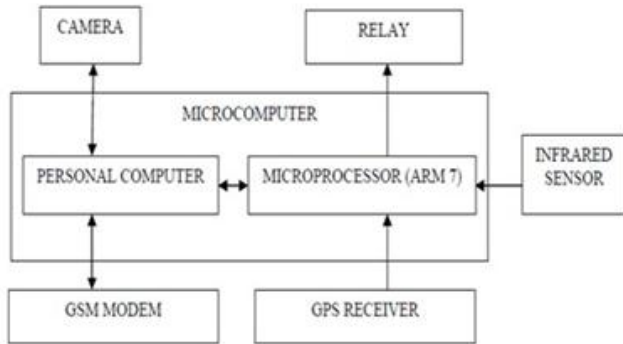 CAMERA
RELAY
MICROCOMPUTER
PERSONAL COMPUTER
MICROPROCESSOR (ARM 7)
INFRARED
SENSOR
GSM MODEM
GPS RECEIVER